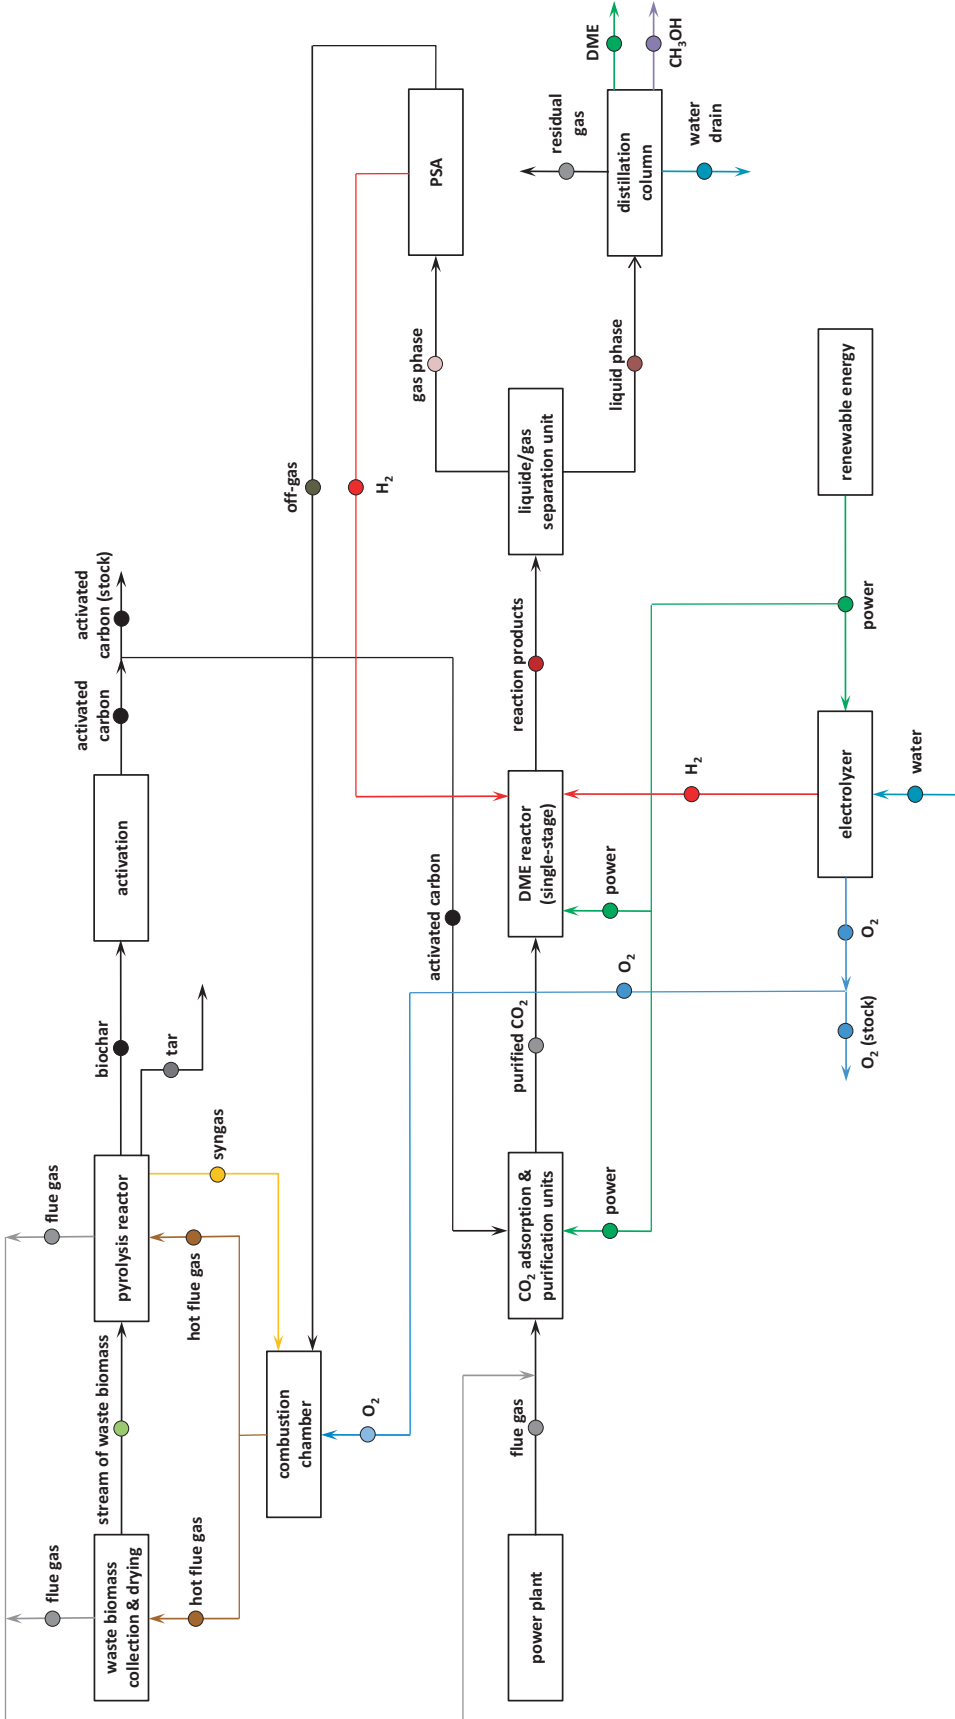 flue gas
flue gas
waste biomass
collection & drying
stream of waste biomass
pyrolysis reactor
biochar
activation
activated
carbon
activated
carbon (stock)
tar
hot flue gas
hot flue gas
syngas
combustion
chamber
O₂
off-gas
H₂
gas phase
PSA
activated carbon
power plant
flue gas
CO₂ adsorption &
purification units
purified CO₂
DME reactor
(single-stage)
reaction products
liquide/gas
separation unit
liquid phase
residual
gas
distillation
column
DME
CH₃OH
water
drain
power
power
O₂
H₂
O₂ (stock)
O₂
electrolyzer
water
power
renewable energy